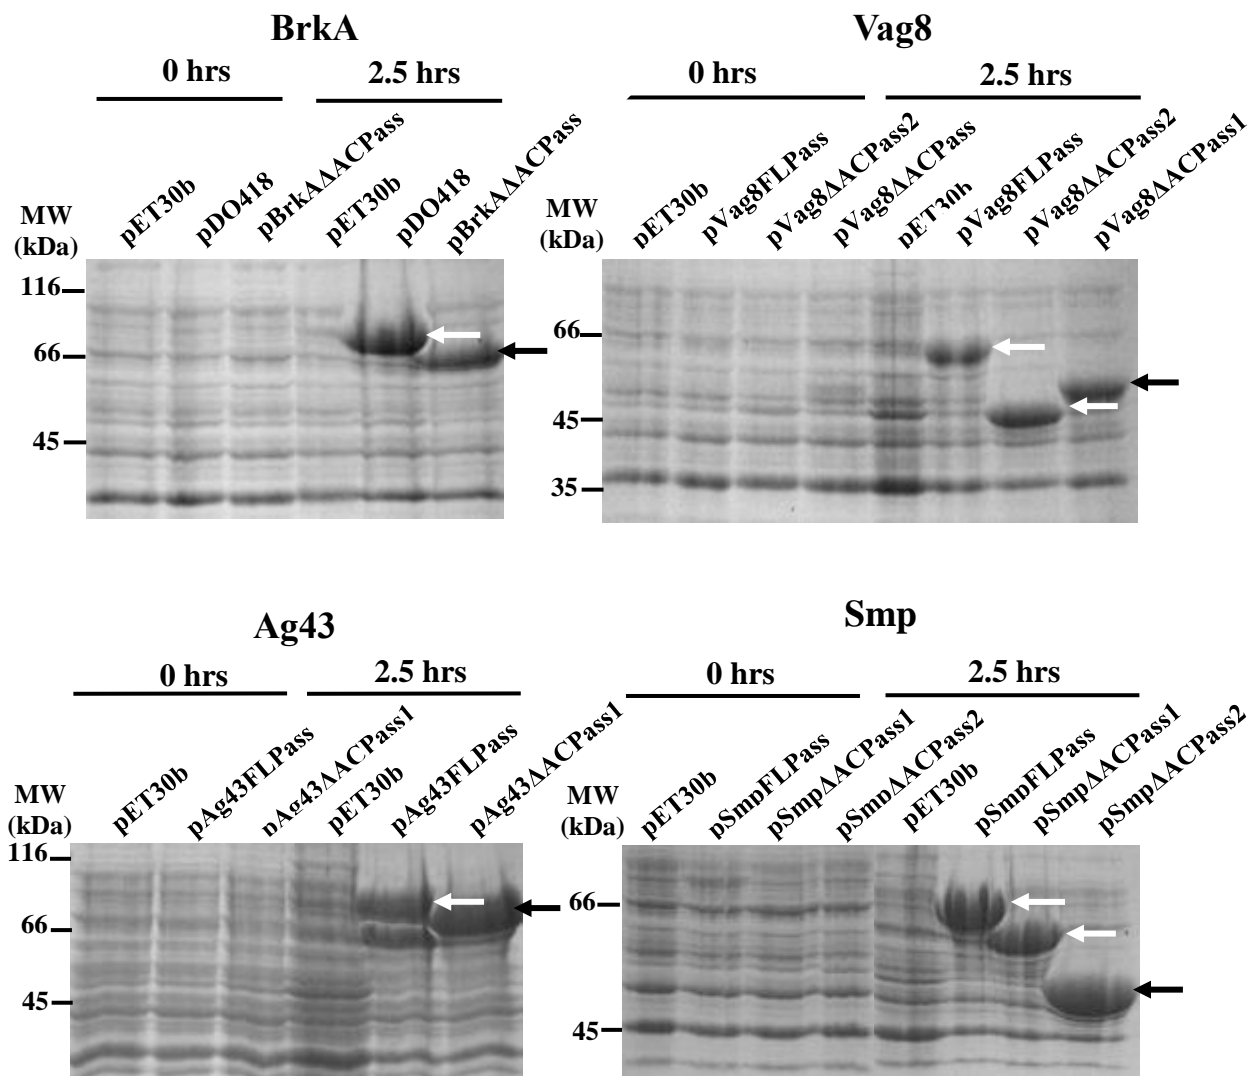 BrkA
0 hrs 2.5 hrs
pET30b pDO418 pBrkAΔΔACPass pET30b pDO418 pBrkAΔΔACPass
MW
(kDa)
116
66
45
Vag8
0 hrs 2.5 hrs
pET30b pVag8FLPass pVag8ΔACPass2 pVag8ΔACPass pET30b pVag8FLPass pVag8ΔACPass2 pVag8ΔACPass1
MW
(kDa)
66
45
35
Ag43
0 hrs 2.5 hrs
pET30b pAg43FLPass pAg43ΔACPass1 pET30b pAg43FLPass pAg43ΔACPass1
MW
(kDa)
116
66
45
Smp
0 hrs 2.5 hrs
pET30b pSmpFLPass pSmpΔACPass1 pSmpΔACPass2 pET30b pSmpFLPass pSmpΔACPass1 pSmpΔACPass2
MW
(kDa)
66
45